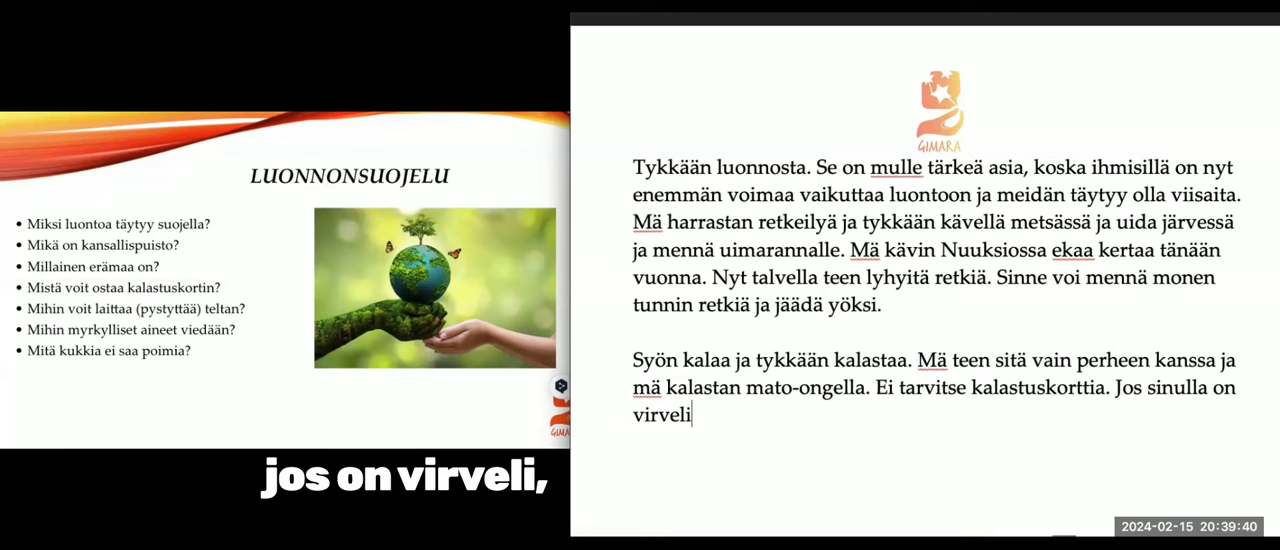 LUONNONSUOJELU
• Miksi luontoa täytyy suojella?
• Mikä on kansallispuisto?
• Millainen erämaa on?
• Mistä voit ostaa kalastuskortin?
• Mihin voit laittaa (pystyttää) teltan?
• Mihin myrkylliset aineet viedään?
• Mitä kukkia ei saa poimia?
GIMA
jos on virveli,
GIMARA
Tykkään luonnosta. Se on mulle tärkeä asia, koska ihmisillä on nyt
enemmän voimaa vaikuttaa luontoon ja meidän täytyy olla viisaita.
Mä harrastan retkeilyä ja tykkään kävellä metsässä ja uida järvessä
ja mennä uimarannalle. Mä kävin Nuuksiossa ekaa kertaa tänään
vuonna. Nyt talvella teen lyhyitä retkiä. Sinne voi mennä monen
tunnin retkiä ja jäädä yöksi.
Syön kalaa ja tykkään kalastaa. Mä teen sitä vain perheen kanssa ja
mä kalastan mato-ongella. Ei tarvitse kalastuskorttia. Jos sinulla on
virveli
2024-02-15 20:39:40